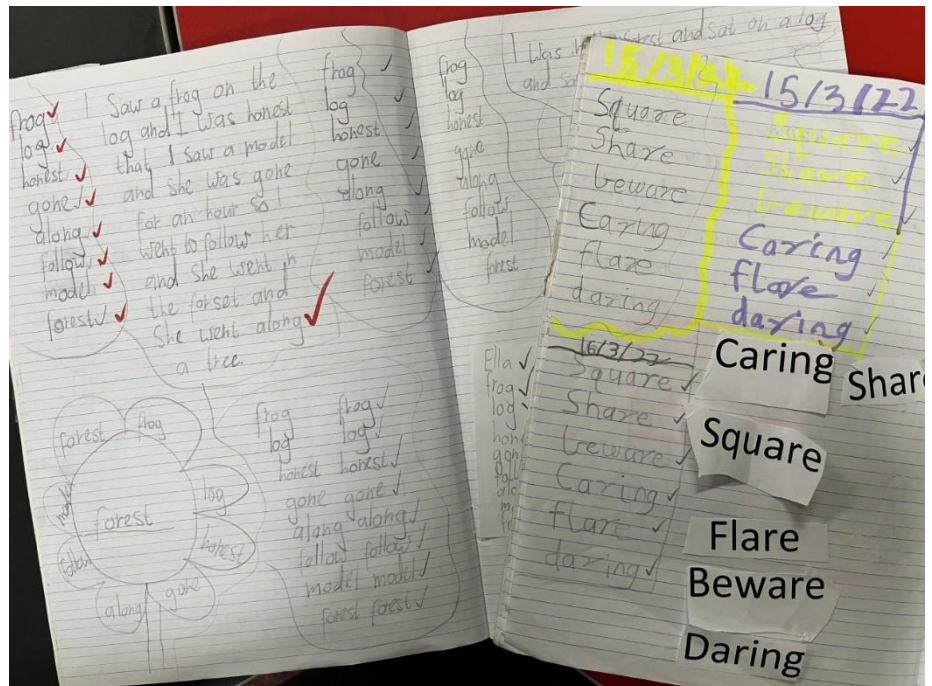 frog
log
honest
gone
along
follow
model
forest
I Saw a frog on the
log and I was honest
that I saw a model
and she was gone
for an hour so I
went to follow her
and she went in
the forset and
She went along
a tree.
frog
log
honest
gone
along
follow
model
forest
forest
frog
log
honest
gone
along
follow
model
forest
frog frog
log log
honest honest
gone gone
along along
follow follow
model model
forest forest
frog
log
honest
gone
along
follow
model
forest
I was
and sat on a log
Ella
frog
log
15/3/22
Square
Share
beware
Caring
flare
daring
15/3/22
Square
Share
beware
Caring
flare
daring
16/3/22
Square
Share
beware
Caring
flare
daring
Caring
Share
Square
Flare
Beware
Daring